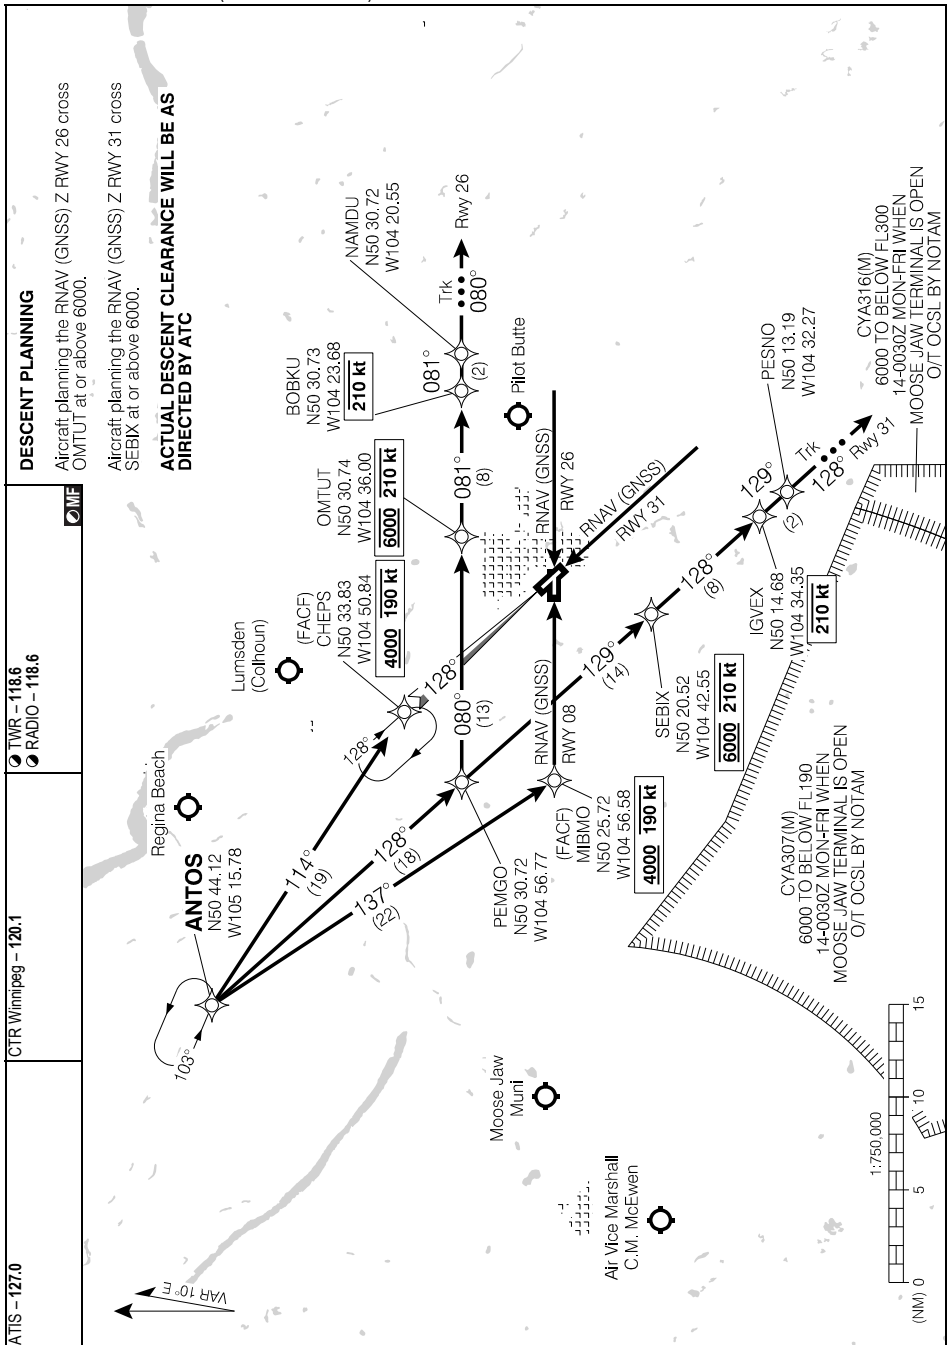 ATIS – 127.0
CTR Winnipeg – 120.1
TWR – 118.6
RADIO – 118.6
MF
DESCENT PLANNING
Aircraft planning the RNAV (GNSS) Z RWY 26 cross
OMTUT at or above 6000.
Aircraft planning the RNAV (GNSS) Z RWY 31 cross
SEBIX at or above 6000.
ACTUAL DESCENT CLEARANCE WILL BE AS
DIRECTED BY ATC
VAR 10° E
103°
ANTOS
N50 44.12
W105 15.78
Regina Beach
Lumsden
(Colhoun)
114°
(19)
128°
(18)
137°
(22)
128°
(FACF)
CHEPS
N50 33.83
W104 50.84
4000 190 kt
128°
OMTUT
N50 30.74
W104 36.00
6000 210 kt
BOBKU
N50 30.73
W104 23.68
210 kt
NAMDU
N50 30.72
W104 20.55
080°
(13)
081°
(8)
081°
(2)
Trk
080°
Rwy 26
Pilot Butte
PEMGO
N50 30.72
W104 56.77
(FACF)
MIBMO
N50 25.72
W104 56.58
4000 190 kt
RNAV (GNSS)
RWY 08
RNAV (GNSS)
RWY 26
RNAV (GNSS)
RWY 31
129°
(14)
SEBIX
N50 20.52
W104 42.55
6000 210 kt
128°
(8)
IGVEX
N50 14.68
W104 34.35
210 kt
129°
(2)
PESNO
N50 13.19
W104 32.27
Trk
128°
Rwy 31
CYA316(M)
6000 TO BELOW FL300
14-0030Z MON-FRI WHEN
MOOSE JAW TERMINAL IS OPEN
O/T OCSL BY NOTAM
CYA307(M)
6000 TO BELOW FL190
14-0030Z MON-FRI WHEN
MOOSE JAW TERMINAL IS OPEN
O/T OCSL BY NOTAM
Moose Jaw
Muni
Air Vice Marshall
C.M. McEwen
1:750,000
(NM) 0 5 10 15